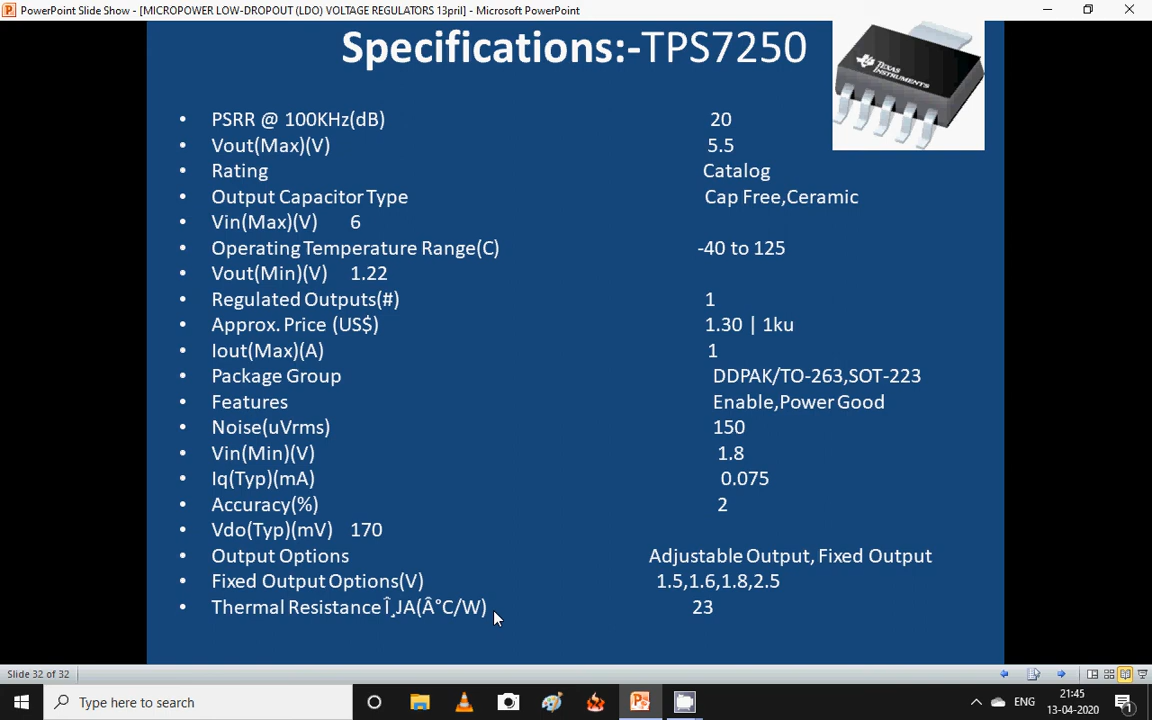 PowerPoint Slide Show - [MICROPOWER LOW-DROPOUT (LDO) VOLTAGE REGULATORS 13pril] - Microsoft PowerPoint
Specifications:-TPS7250
TEXAS
INSTRUMENTS
• PSRR @ 100KHz(dB) 20
• Vout(Max)(V) 5.5
• Rating Catalog
• Output Capacitor Type Cap Free,Ceramic
• Vin(Max)(V) 6
• Operating Temperature Range(C) -40 to 125
• Vout(Min)(V) 1.22
• Regulated Outputs(#) 1
• Approx. Price (US$) 1.30 | 1ku
• Iout(Max)(A) 1
• Package Group DDPAK/TO-263,SOT-223
• Features Enable,Power Good
• Noise(uVrms) 150
• Vin(Min)(V) 1.8
• Iq(Typ)(mA) 0.075
• Accuracy(%) 2
• Vdo(Typ)(mV) 170
• Output Options Adjustable Output, Fixed Output
• Fixed Output Options(V) 1.5,1.6,1.8,2.5
• Thermal Resistance Î¸JA(Â°C/W) 23
Slide 32 of 32
Type here to search
ENG
21:45
13-04-2020
1